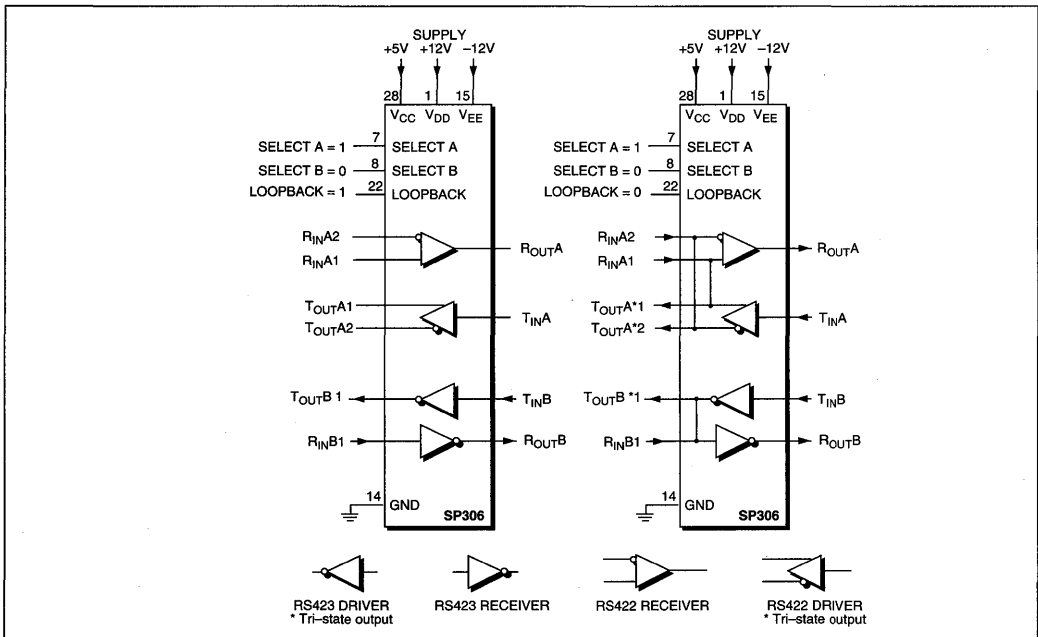 SUPPLY
+5V +12V −12V
28 1 15
VCC VDD VEE
SELECT A = 1 7 SELECT A
SELECT B = 0 8 SELECT B
LOOPBACK = 1 22 LOOPBACK
RINA2
RINA1
ROUTA
TOUTA1
TOUTA2
TINA
TOUTB 1
TINB
RINB1
ROUTB
14 GND
SP306
SUPPLY
+5V +12V −12V
28 1 15
VCC VDD VEE
SELECT A = 1 7 SELECT A
SELECT B = 0 8 SELECT B
LOOPBACK = 0 22 LOOPBACK
RINA2
RINA1
ROUTA
TOUTA*1
TOUTA*2
TINA
TOUTB *1
TINB
RINB1
ROUTB
14 GND
SP306
RS423 DRIVER
* Tri–state output
RS423 RECEIVER
RS422 RECEIVER
RS422 DRIVER
* Tri–state output